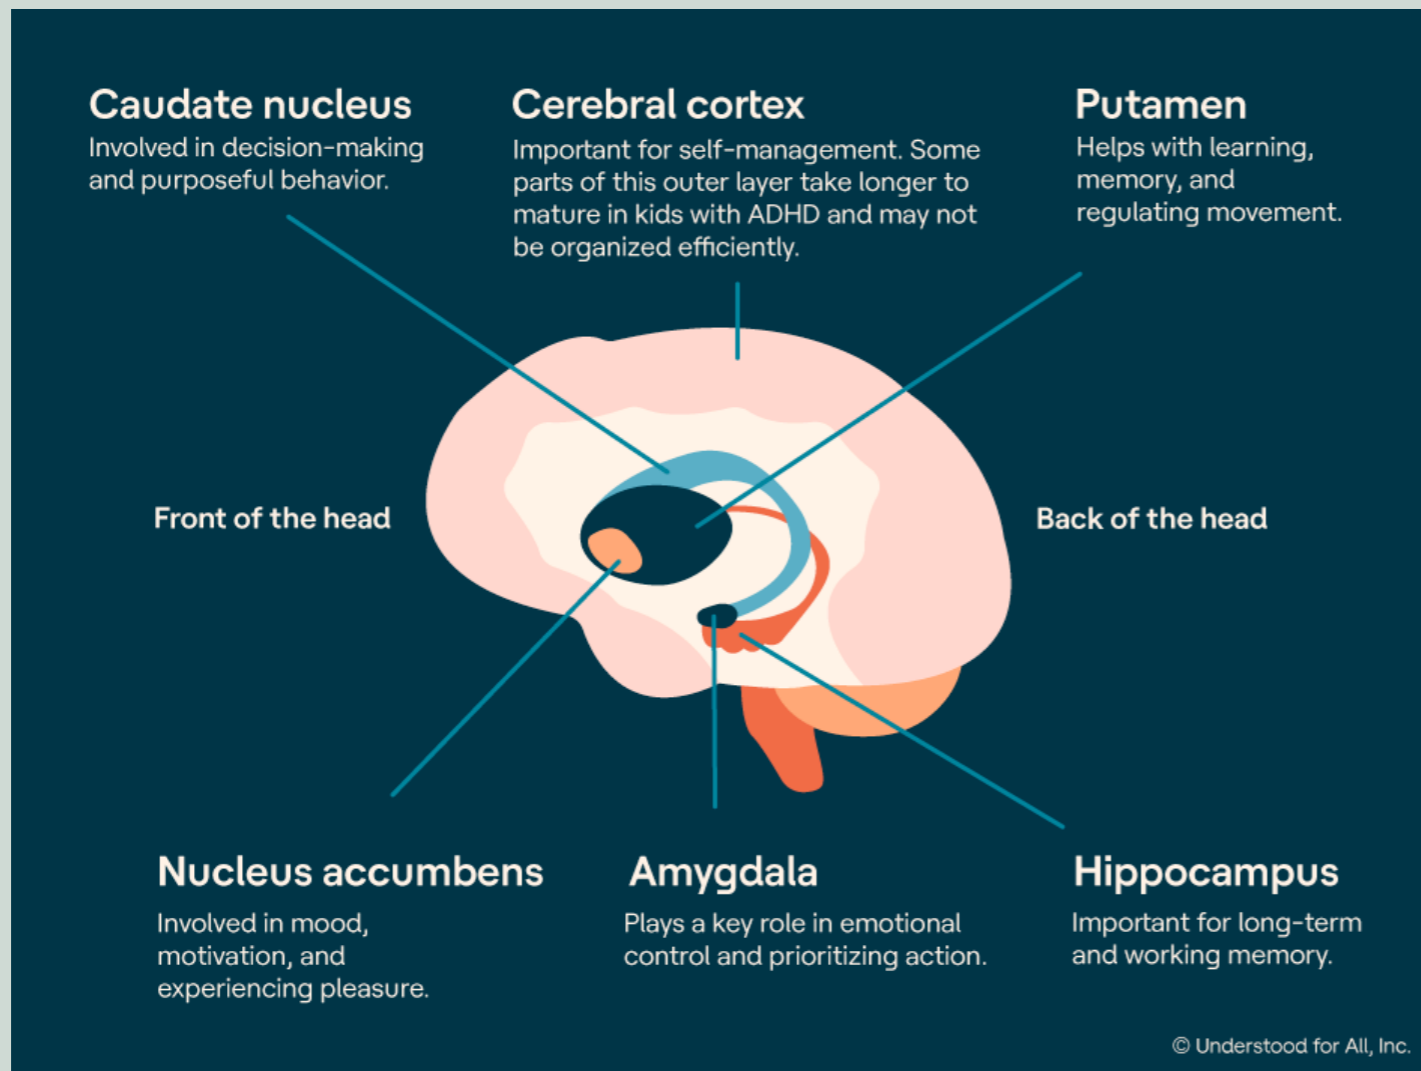 Caudate nucleus
Involved in decision-making
and purposeful behavior.
Cerebral cortex
Important for self-management. Some
parts of this outer layer take longer to
mature in kids with ADHD and may not
be organized efficiently.
Putamen
Helps with learning,
memory, and
regulating movement.
Front of the head
Back of the head
Nucleus accumbens
Involved in mood,
motivation, and
experiencing pleasure.
Amygdala
Plays a key role in emotional
control and prioritizing action.
Hippocampus
Important for long-term
and working memory.
© Understood for All, Inc.